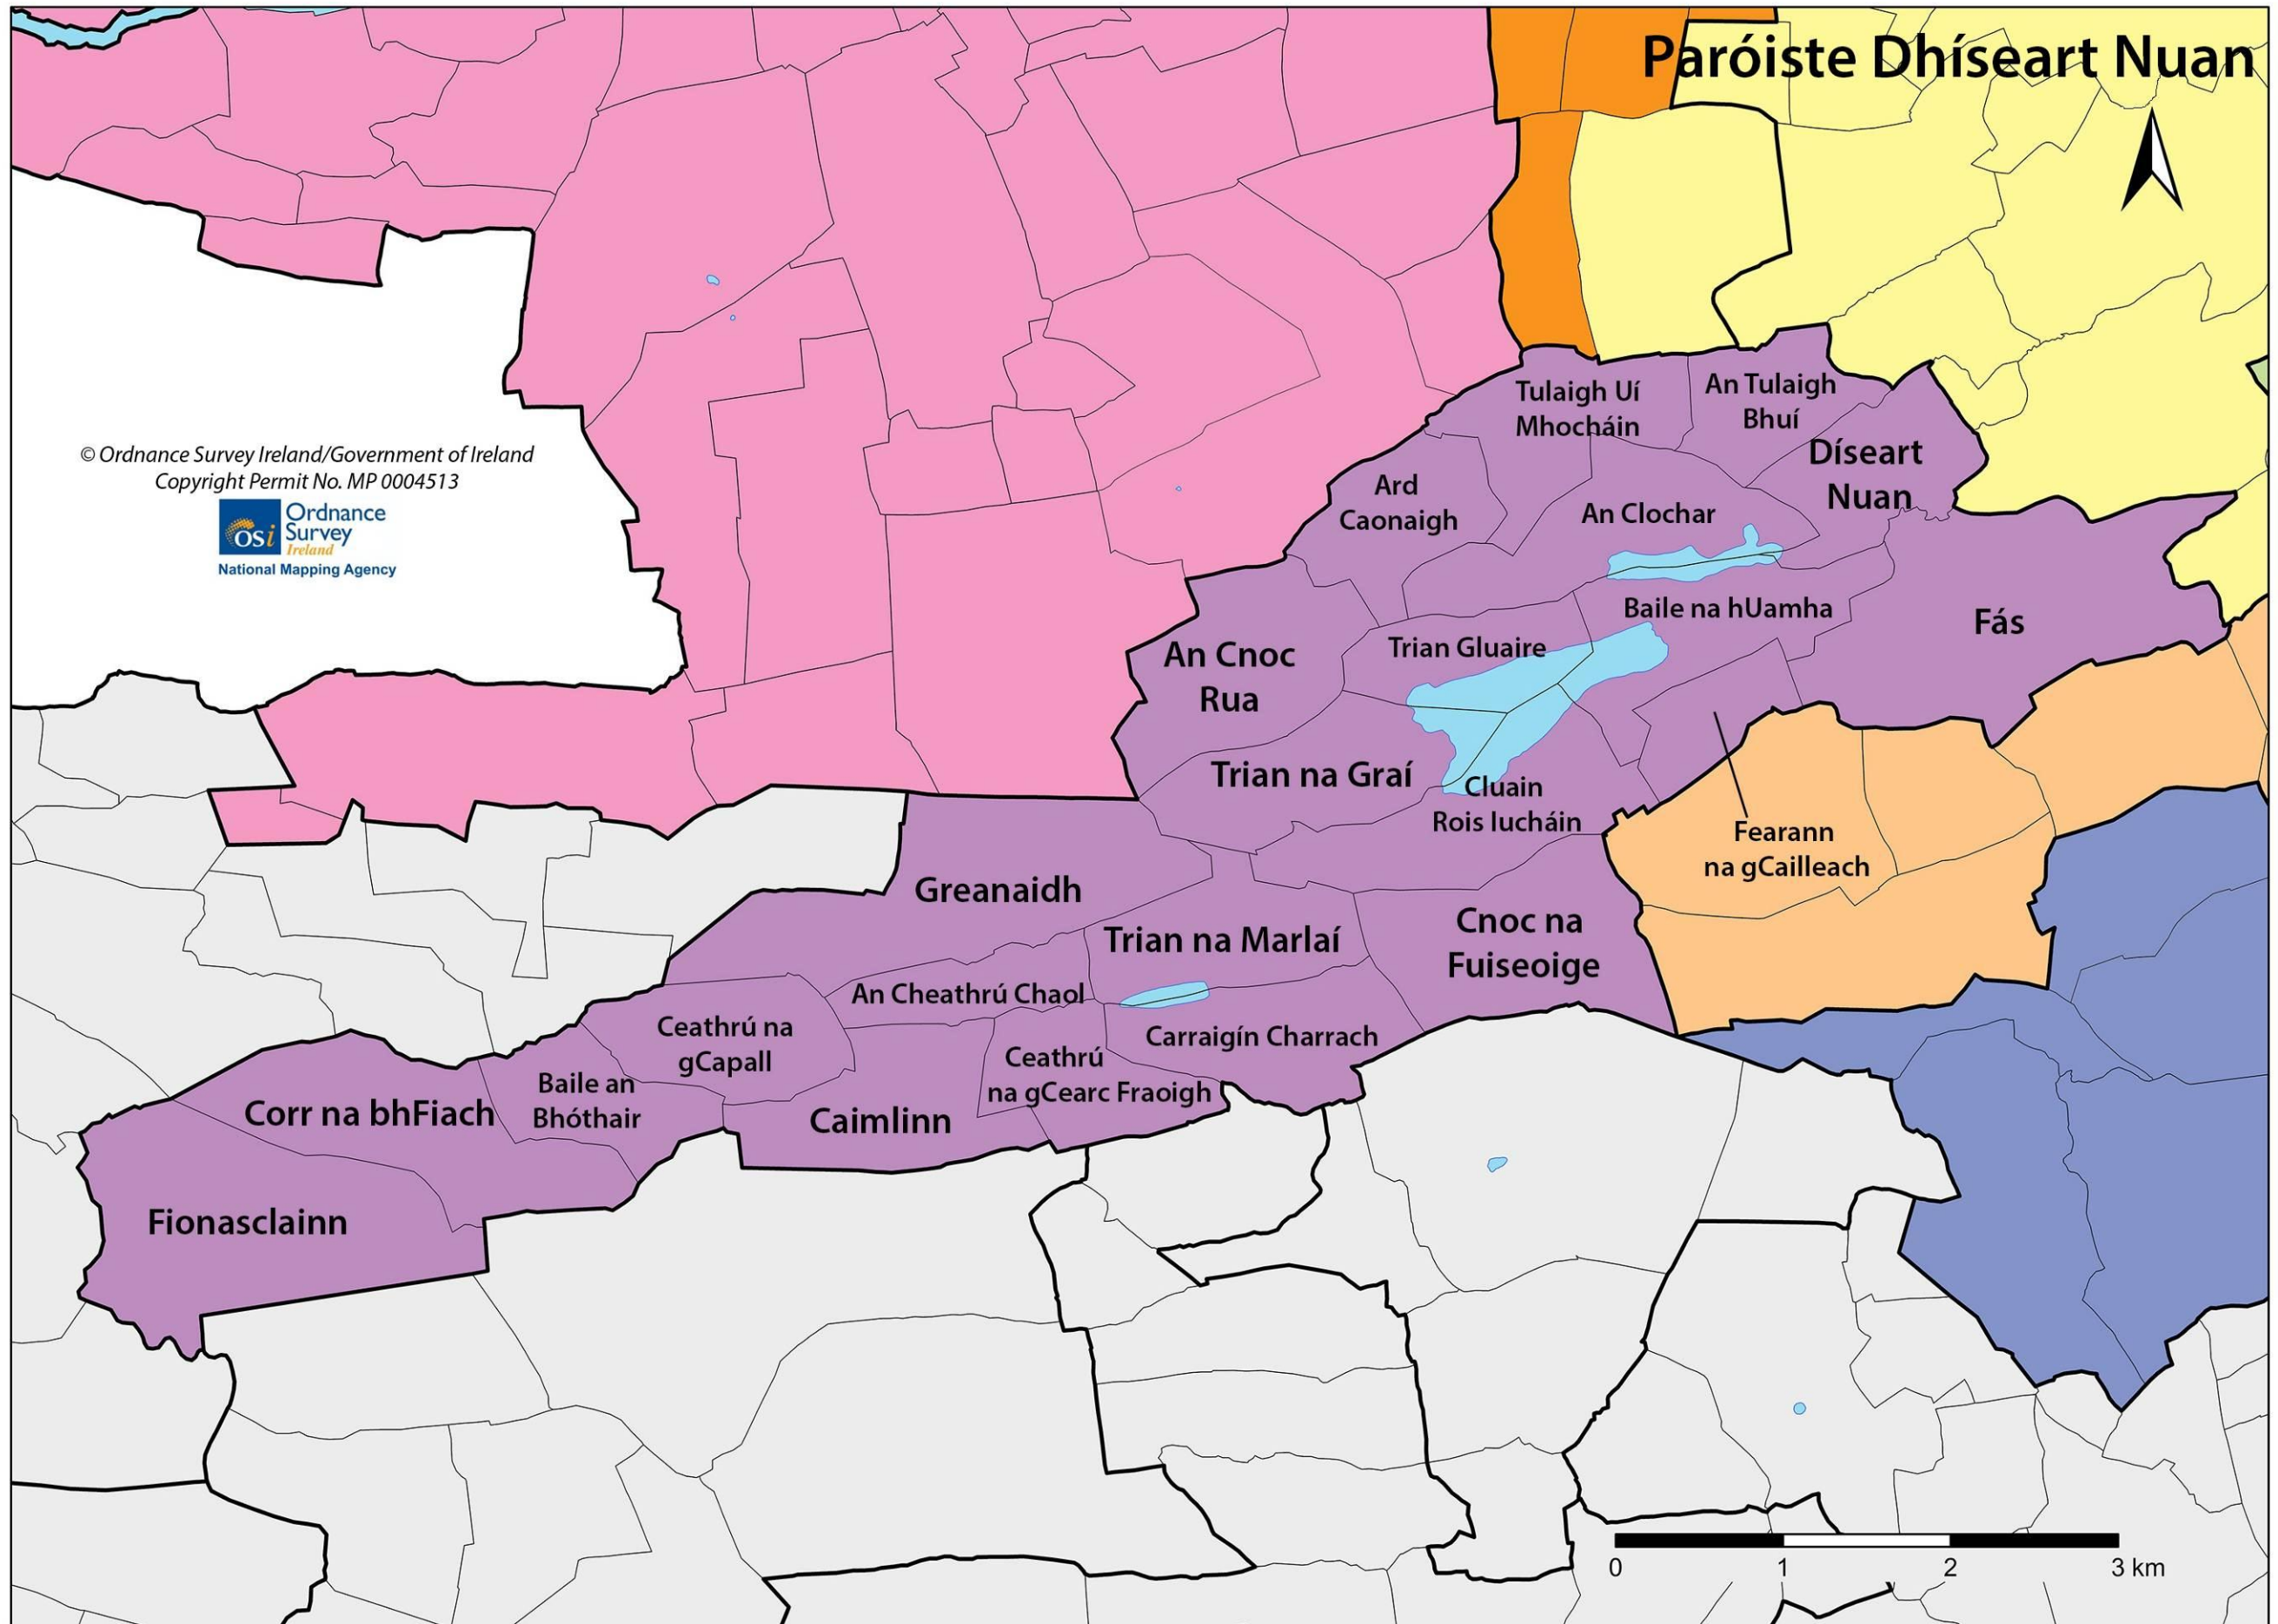 Paróiste Dhíseart Nuan
Tulaigh Uí
Mhocháin
An Tulaigh
Bhuí
Díseart
Nuan
© Ordnance Survey Ireland/Government of Ireland
Copyright Permit No. MP 0004513
osi
Ordnance
Survey
Ireland
National Mapping Agency
Ard
Caonaigh
An Clochar
Baile na hUamha
Fás
An Cnoc
Rua
Trian Gluaire
Trian na Graí
Cluain
Rois Iucháin
Fearann
na gCailleach
Greanaidh
Trian na Marlaí
Cnoc na
Fuiseoige
An Cheathrú Chaol
Ceathrú na
gCapall
Carraigín Charrach
Ceathrú
na gCearc Fraoigh
Baile an
Bhóthair
Corr na bhFiach
Caimlinn
Fionasclainn
0 1 2 3 km